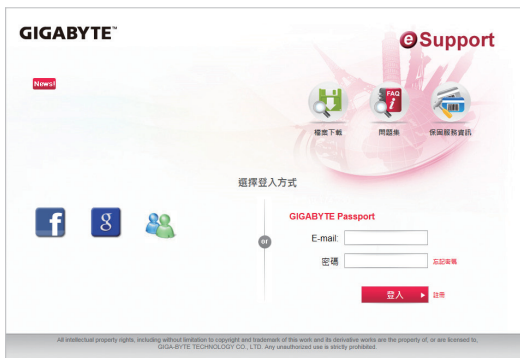 GIGABYTE™
eSupport
News!
FAQ
檔案下載
問題集
保固服務資訊
選擇登入方式
GIGABYTE Passport
or
E-mail:
密碼
忘記密碼
登入
註冊
All intellectual property rights, including without limitation to copyright and trademark of this work and its derivative works are the property of, or are licensed to,
GIGA-BYTE TECHNOLOGY CO., LTD. Any unauthorized use is strictly prohibited.